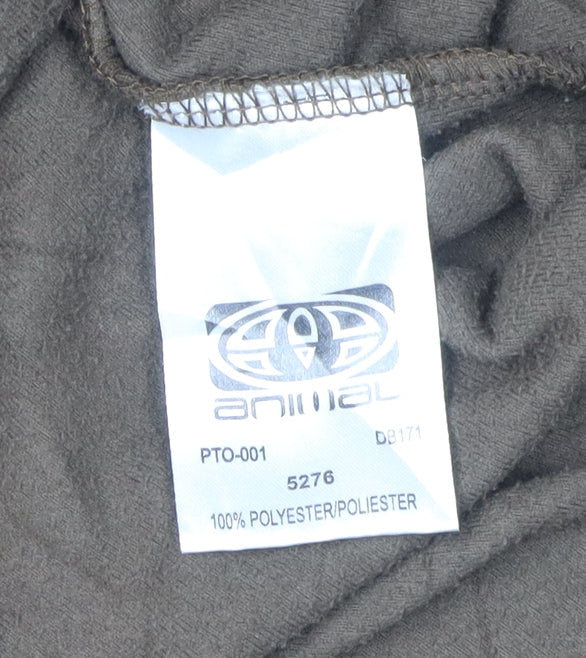 animal
PTO-001 DB171
5276
100% POLYESTER/POLIESTER